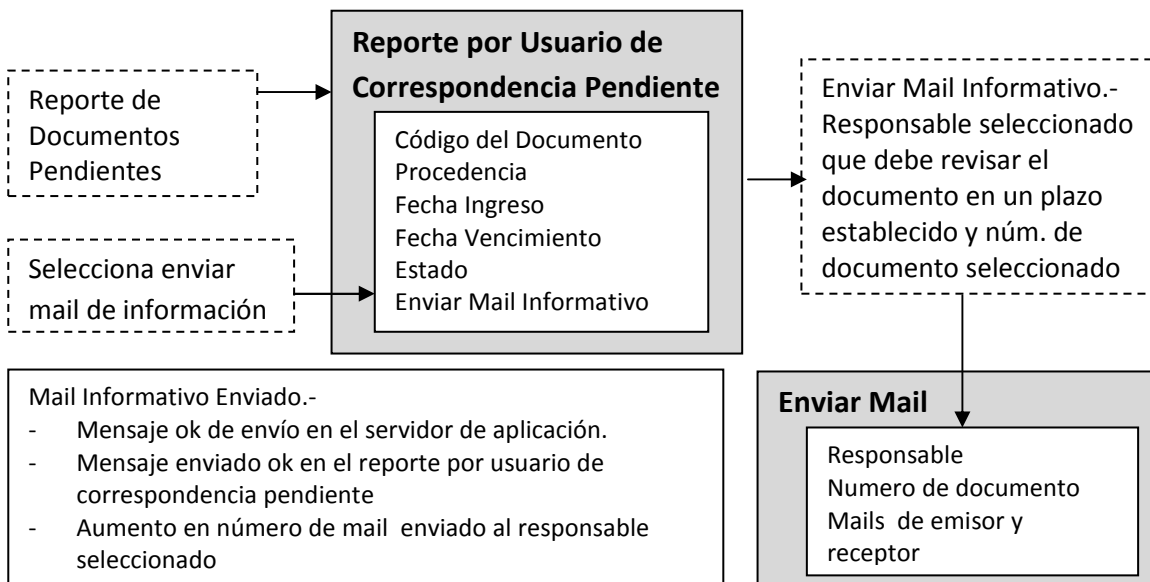 Reporte de
Documentos
Pendientes
Selecciona enviar
mail de información
Reporte por Usuario de
Correspondencia Pendiente
Código del Documento
Procedencia
Fecha Ingreso
Fecha Vencimiento
Estado
Enviar Mail Informativo
Enviar Mail Informativo.-
Responsable seleccionado
que debe revisar el
documento en un plazo
establecido y núm. de
documento seleccionado
Mail Informativo Enviado.-
- Mensaje ok de envío en el servidor de aplicación.
- Mensaje enviado ok en el reporte por usuario de
correspondencia pendiente
- Aumento en número de mail enviado al responsable
seleccionado
Enviar Mail
Responsable
Numero de documento
Mails de emisor y
receptor